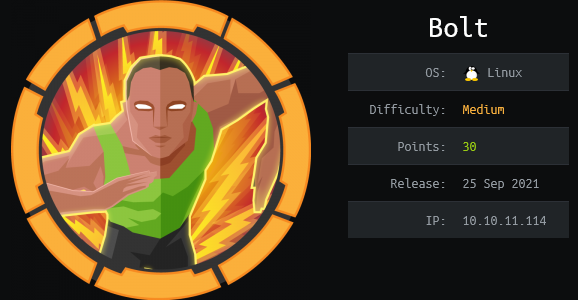 Bolt
OS: Linux
Difficulty: Medium
Points: 30
Release: 25 Sep 2021
IP: 10.10.11.114